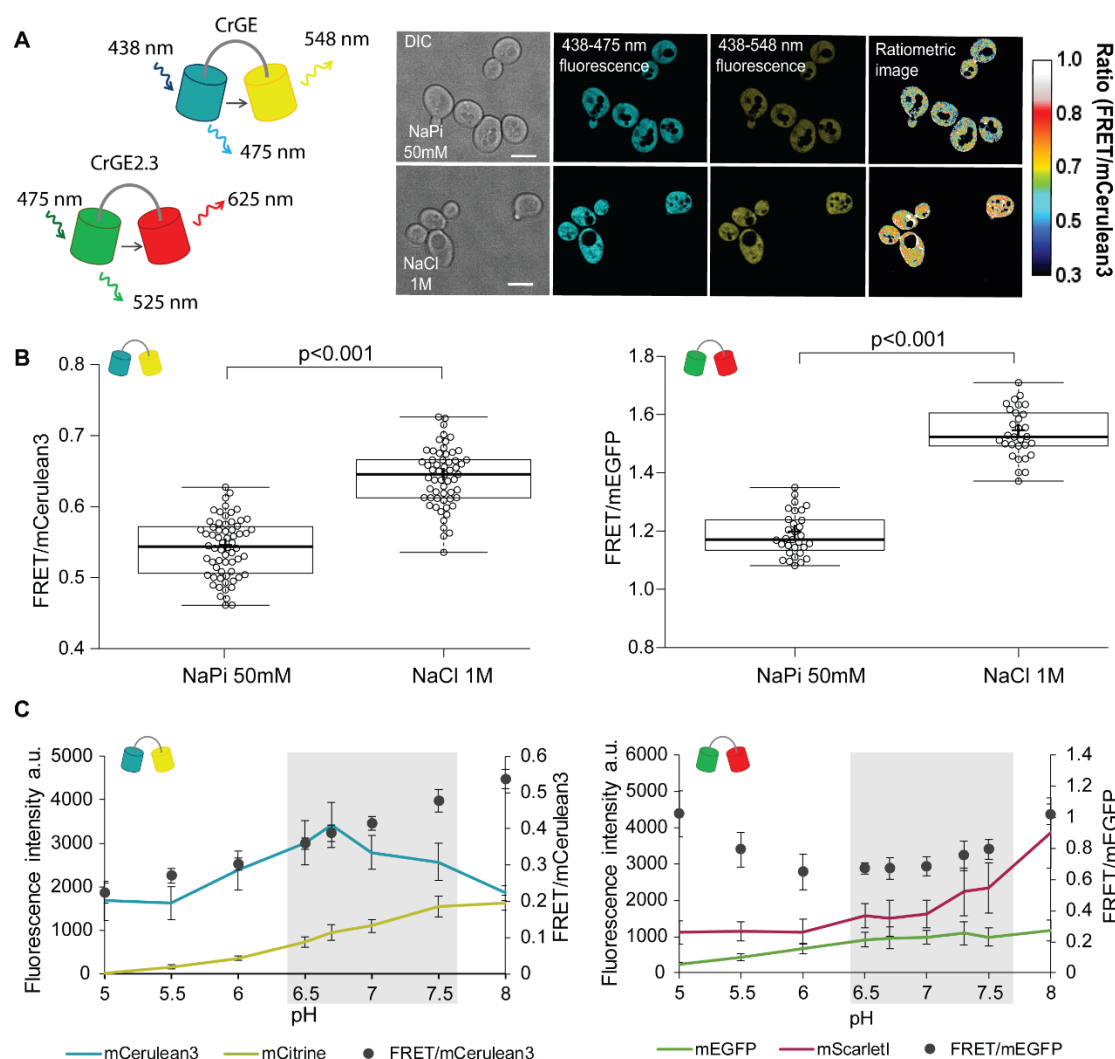 A
CrGE
438 nm
548 nm
475 nm
CrGE2.3
475 nm
625 nm
525 nm
DIC
NaPi
50mM
438-475 nm
fluorescence
438-548 nm
fluorescence
Ratiometric
image
NaCl
1M
1.0
0.9
0.8
0.7
0.6
0.5
0.4
0.3
Ratio (FRET/mCerulean3
B
p<0.001
0.8
0.7
0.6
0.5
0.4
FRET/mCerulean3
NaPi 50mM
NaCl 1M
p<0.001
1.8
1.6
1.4
1.2
1.0
0.8
FRET/mEGFP
NaPi 50mM
NaCl 1M
C
5000
4000
3000
2000
1000
0
Fluorescence intensity a.u.
0.6
0.5
0.4
0.3
0.2
0.1
0
FRET/mCerulean3
5
5.5
6
6.5
7
7.5
8
pH
mCerulean3
mCitrine
FRET/mCerulean3
6000
5000
4000
3000
2000
1000
0
Fluorescence intensity a.u.
1.4
1.2
1
0.8
0.6
0.4
0.2
0
FRET/mEGFP
5
5.5
6
6.5
7
7.5
8
pH
mEGFP
mScarletI
FRET/mEGFP